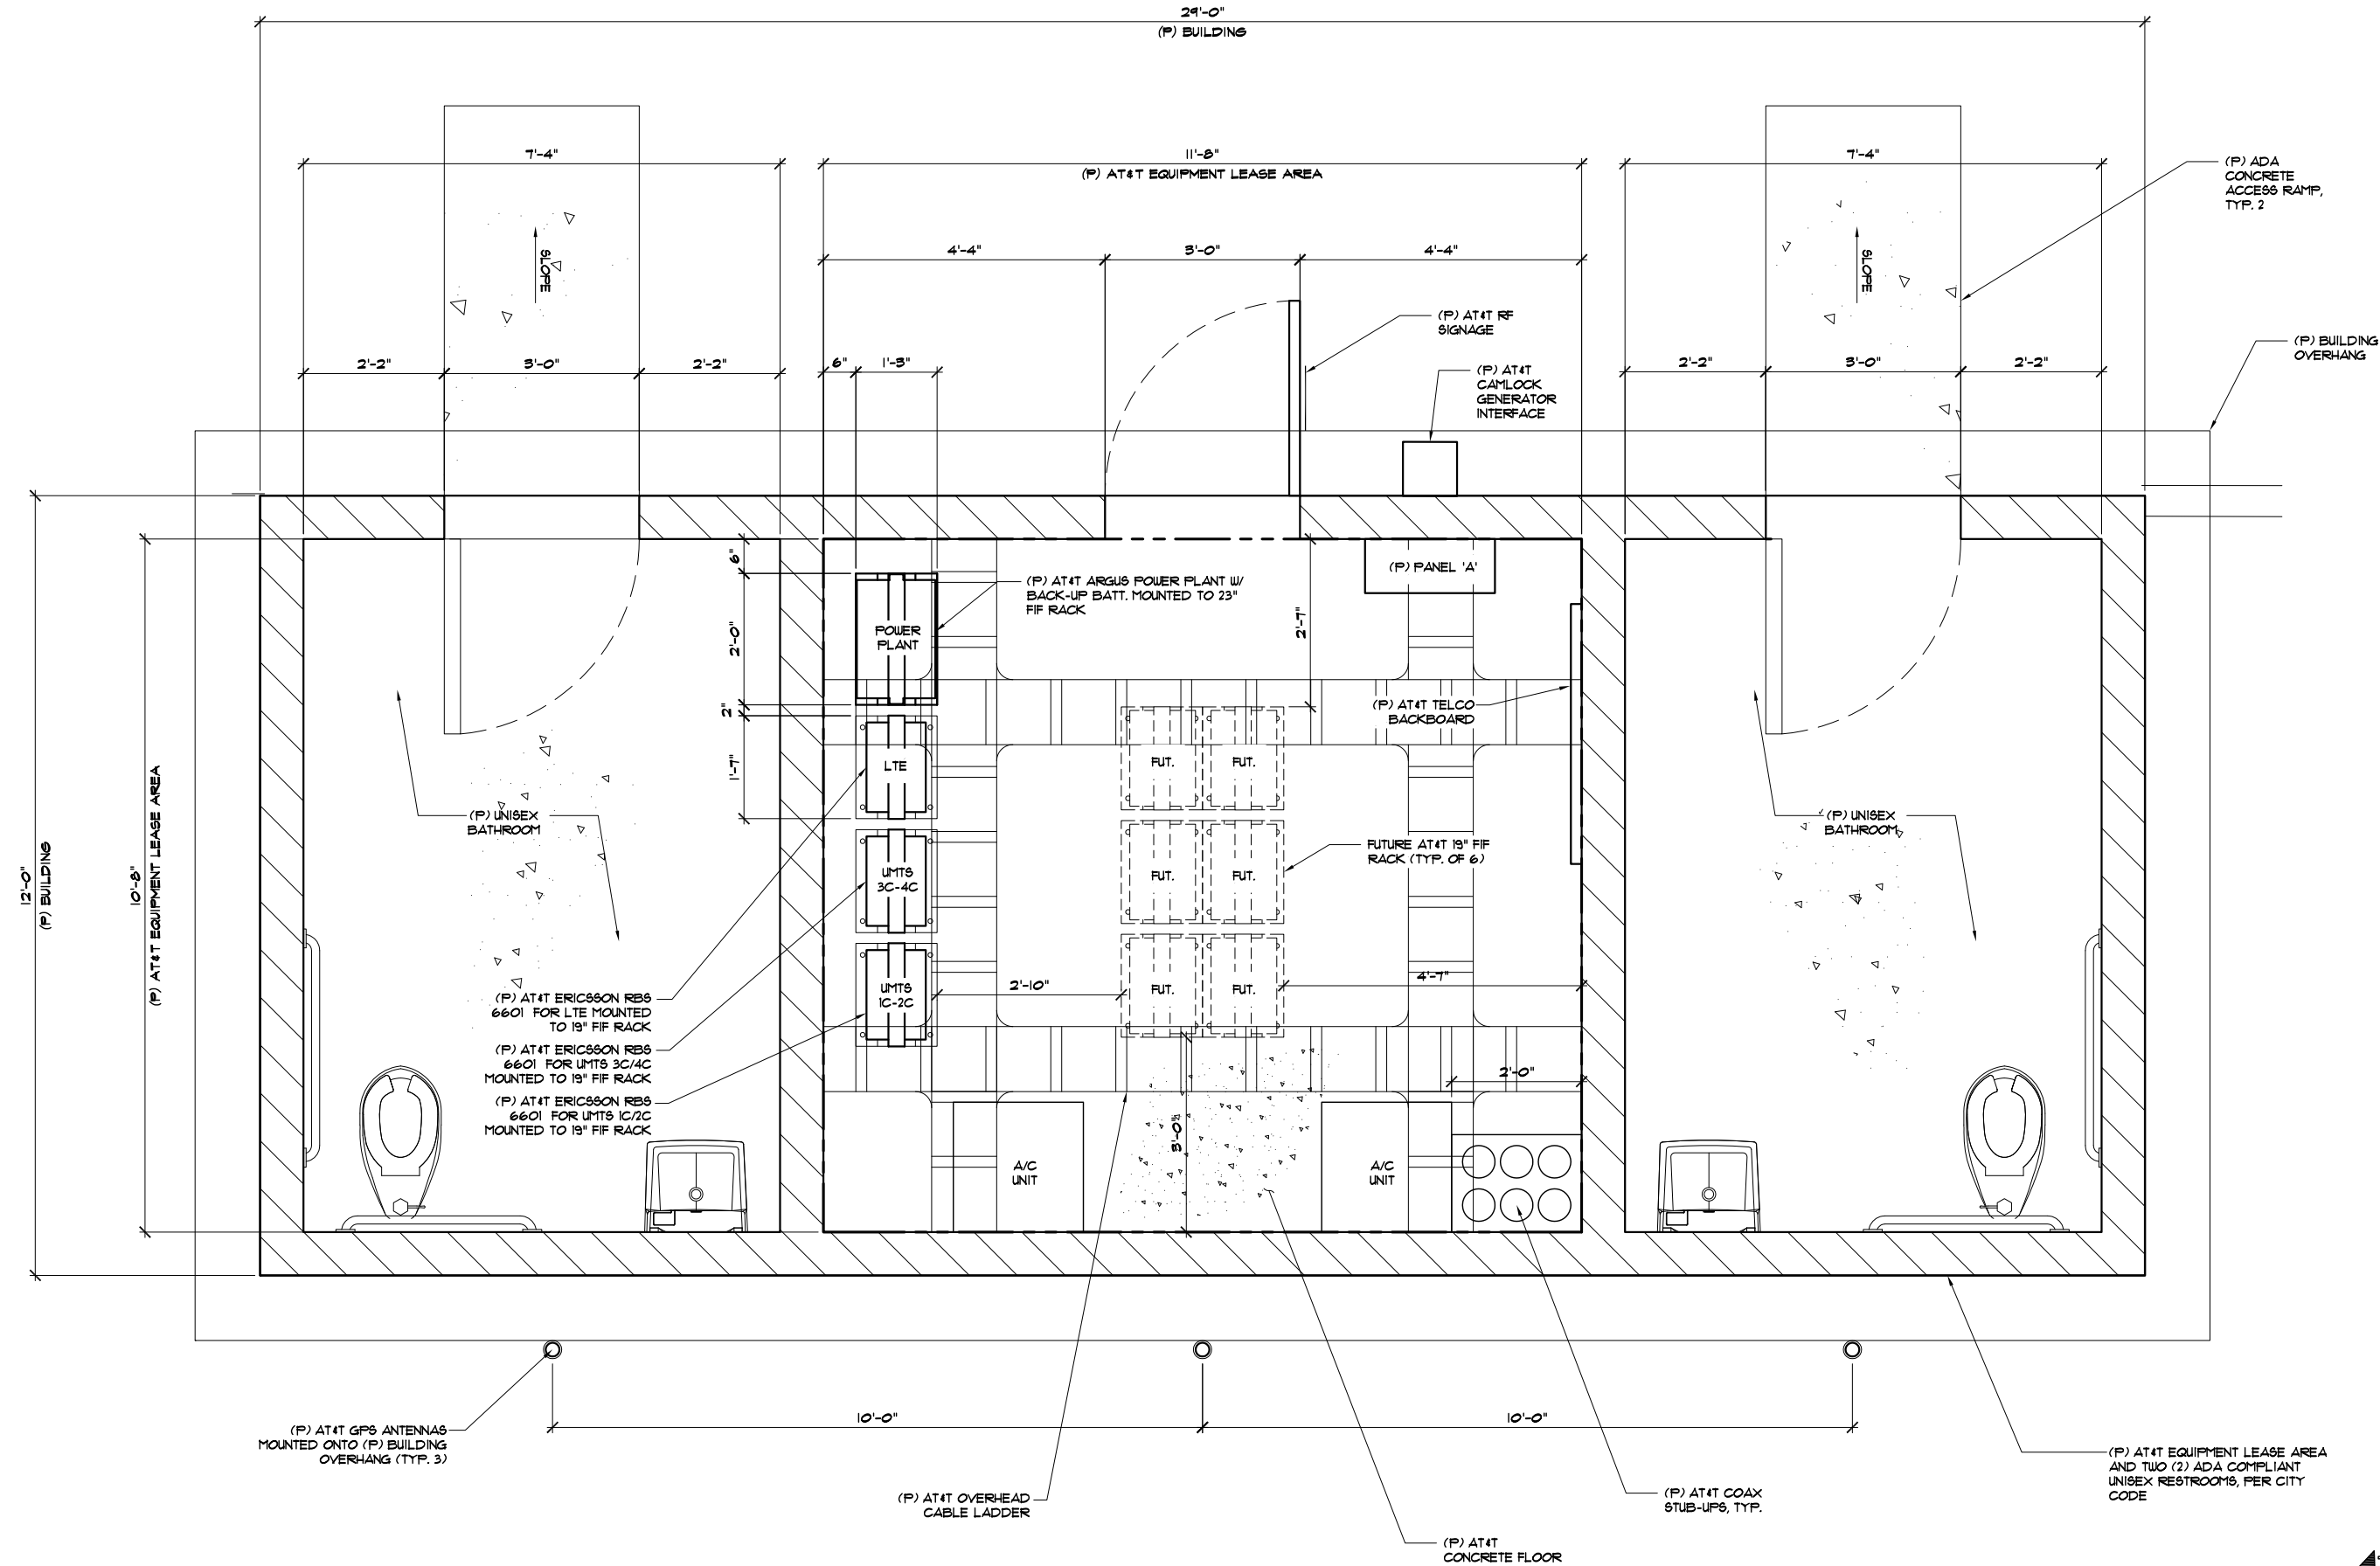 29'-0"
(P) BUILDING
7'-4"
11'-8"
(P) AT&T EQUIPMENT LEASE AREA
7'-4"
(P) ADA
CONCRETE
ACCESS RAMP,
TYP. 2
4'-4"
3'-0"
4'-4"
SLOPE
SLOPE
(P) AT&T RF
SIGNAGE
(P) BUILDING
OVERHANG
2'-2"
3'-0"
2'-2"
6"
1'-3"
(P) AT&T
CAMLOCK
GENERATOR
INTERFACE
2'-2"
3'-0"
2'-2"
6"
(P) PANEL 'A'
(P) AT&T ARGUS POWER PLANT W/
BACK-UP BATT. MOUNTED TO 23"
FIF RACK
POWER
PLANT
2'-0"
2'-7"
2"
(P) AT&T TELCO
BACKBOARD
1'-7"
LTE
FUT.
FUT.
(P) UNISEX
BATHROOM
(P) UNISEX
BATHROOM
12'-0"
(P) BUILDING
10'-8"
(P) AT&T EQUIPMENT LEASE AREA
FUTURE AT&T 19" FIF
RACK (TYP. OF 6)
UMTS
3C-4C
FUT.
FUT.
UMTS
1C-2C
2'-10"
FUT.
FUT.
4'-7"
(P) AT&T ERICSSON RBS
6601 FOR LTE MOUNTED
TO 19" FIF RACK
(P) AT&T ERICSSON RBS
6601 FOR UMTS 3C/4C
MOUNTED TO 19" FIF RACK
(P) AT&T ERICSSON RBS
6601 FOR UMTS 1C/2C
MOUNTED TO 19" FIF RACK
2'-0"
3'-0"
A/C
UNIT
A/C
UNIT
10'-0"
10'-0"
(P) AT&T GPS ANTENNAS
MOUNTED ONTO (P) BUILDING
OVERHANG (TYP. 3)
(P) AT&T EQUIPMENT LEASE AREA
AND TWO (2) ADA COMPLIANT
UNISEX RESTROOMS, PER CITY
CODE
(P) AT&T OVERHEAD
CABLE LADDER
(P) AT&T COAX
STUB-UPS, TYP.
(P) AT&T
CONCRETE FLOOR